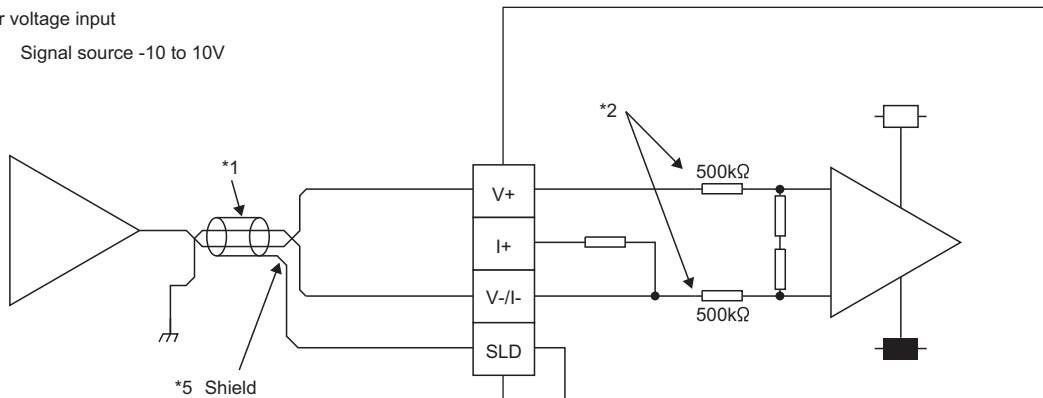 r voltage input
Signal source -10 to 10V
*1
*2
500kΩ
V+
I+
V-/I-
500kΩ
SLD
*5 Shield